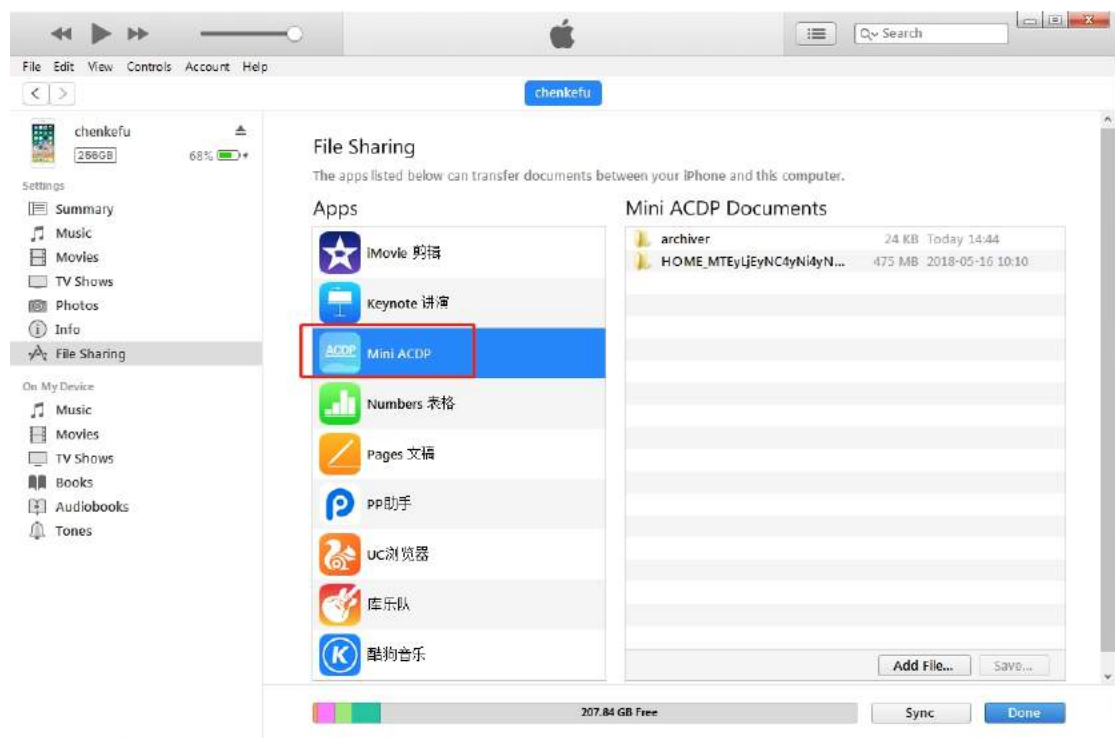 Search
File Edit View Controls Account Help
chenkefu
chenkefu
256GB 68%
Settings
Summary
Music
Movies
TV Shows
Photos
Info
File Sharing
On My Device
Music
Movies
TV Shows
Books
Audiobooks
Tones
File Sharing
The apps listed below can transfer documents between your iPhone and this computer.
Apps
iMovie 剪辑
Keynote 讲演
ACDP Mini ACDP
Numbers 表格
Pages 文稿
PP助手
UC浏览器
库乐队
酷狗音乐
Mini ACDP Documents
archiver 24 KB Today 14:44
HOME_MTEyLjEyNC4yNi4yN... 475 MB 2018-05-16 10:10
Add File... Save...
207.84 GB Free
Sync Done